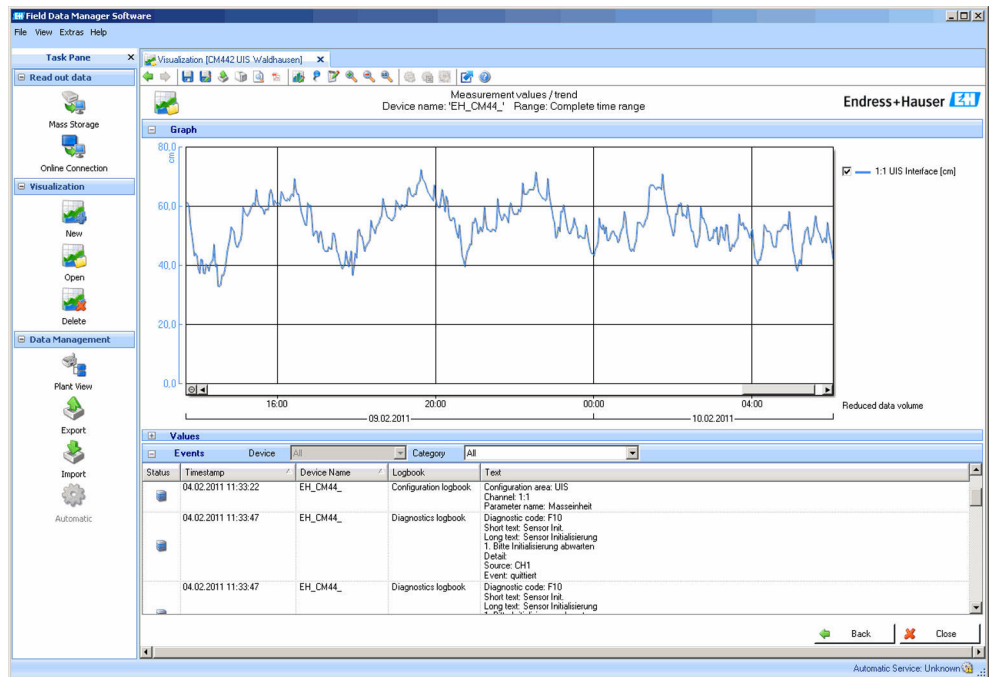 Field Data Manager Software
File View Extras Help
Task Pane X
Visualization [CM442 UIS Waldhausen] X
Read out data
Mass Storage
Online Connection
Visualization
New
Open
Delete
Data Management
Plant View
Export
Import
Automatic
Measurement values / trend
Device name: 'EH_CM44_' Range: Complete time range
Endress+Hauser EH
Graph
80,0
cm
60,0
40,0
20,0
0,0
1:1 UIS Interface [cm]
16:00 20:00 00:00 04:00
Reduced data volume
09.02.2011 10.02.2011
Values
Events Device All Category All
Status Timestamp Device Name Logbook Text
04.02.2011 11:33:22 EH_CM44_ Configuration logbook Configuration area: UIS
Channel: 1:1
Parameter name: Masseinheit
04.02.2011 11:33:47 EH_CM44_ Diagnostics logbook Diagnostic code: F10
Short text: Sensor Init.
Long text: Sensor Initialisierung
1. Bitte Initialisierung abwarten
Detail:
Source: CH1
Event: quittiert
04.02.2011 11:33:47 EH_CM44_ Diagnostics logbook Diagnostic code: F10
Short text: Sensor Init.
Long text: Sensor Initialisierung
Back Close
Automatic Service: Unknown